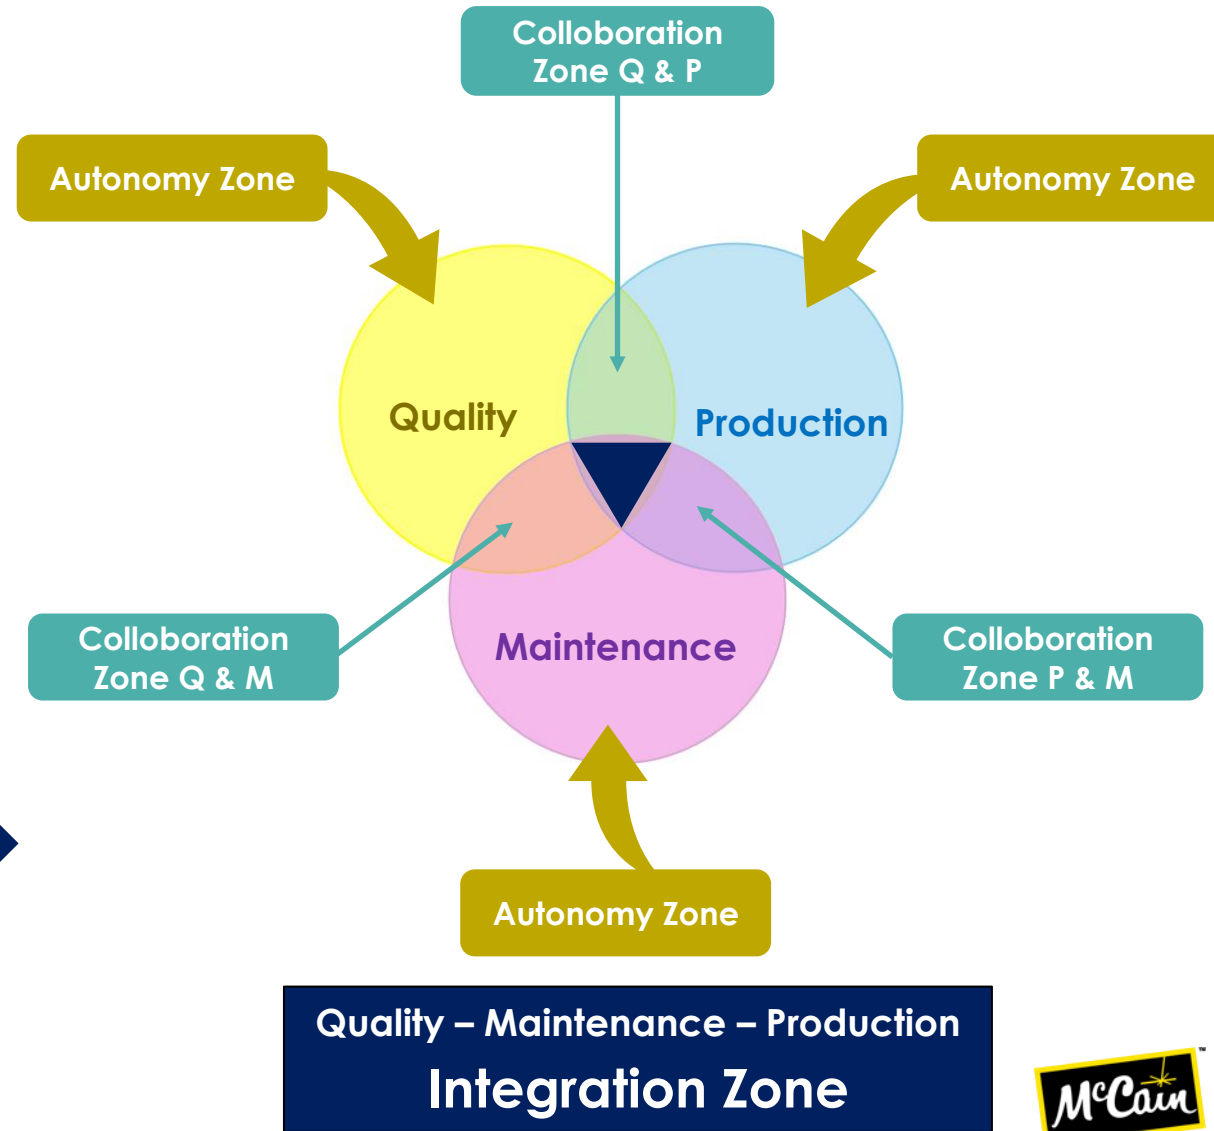 Colloboration
Zone Q & P
Autonomy Zone
Autonomy Zone
Quality
Production
Maintenance
Colloboration
Zone Q & M
Colloboration
Zone P & M
Autonomy Zone
Quality – Maintenance – Production
Integration Zone
McCain™